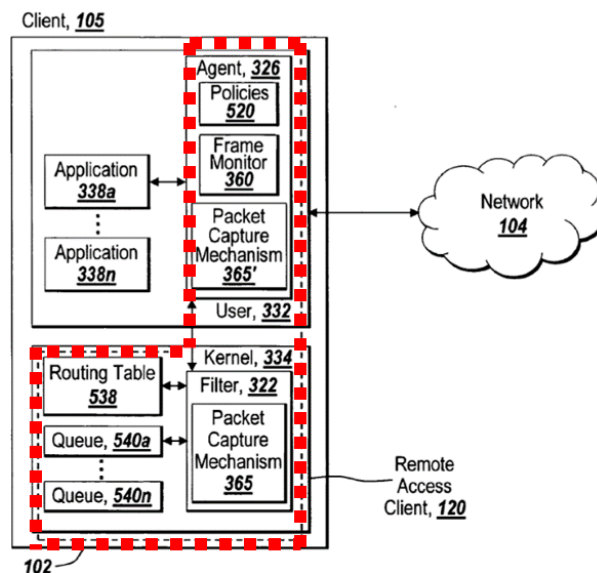 Client, 105
Agent, 326
Policies
520
Frame
Monitor
360
Application
338a
Packet
Capture
Mechanism
365'
Application
338n
User, 332
Network
104
Kernel, 334
Routing Table
538
Filter, 322
Packet
Capture
Mechanism
365
Queue, 540a
Queue, 540n
Remote
Access
Client, 120
102